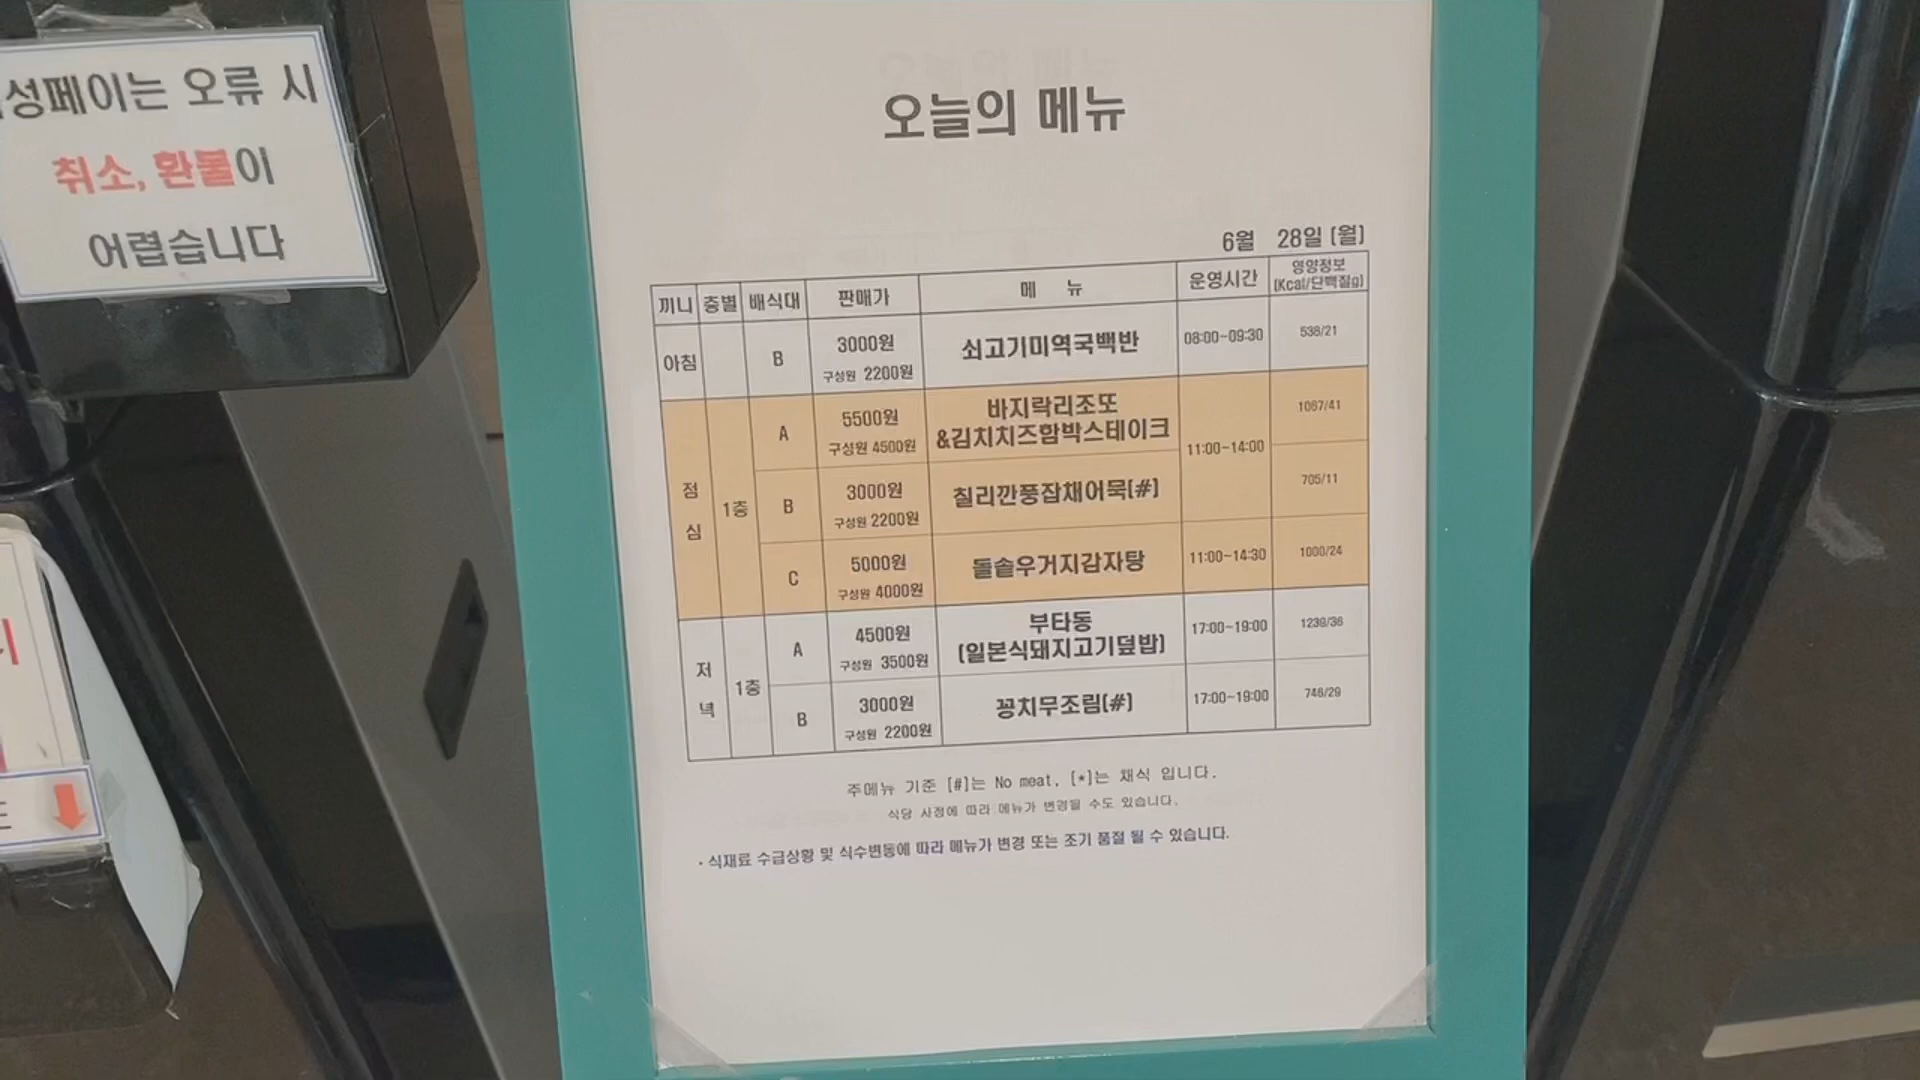 성페이는 오류 시
취소, 환불이
어렵습니다
오늘의 메뉴
6월 28일 (월)
끼니 층별 배식대 판매가 메 뉴 운영시간 영양정보 (Kcal/단백질g)
아침 B 3000원 구성원 2200원 쇠고기미역국백반 08:00~09:30 538/21
점심 1층 A 5500원 구성원 4500원 바지락리조또 &김치치즈함박스테이크 11:00~14:00 1067/41
B 3000원 구성원 2200원 칠리깐풍잡채어묵(#) 705/11
C 5000원 구성원 4000원 돌솥우거지감자탕 11:00~14:30 1000/24
저녁 1층 A 4500원 구성원 3500원 부타동 (일본식돼지고기덮밥) 17:00~19:00 1239/36
B 3000원 구성원 2200원 꽁치무조림(#) 17:00~19:00 746/29
주메뉴 기준 [#]는 No meat, [*]는 채식 입니다.
식당 사정에 따라 메뉴가 변경될 수도 있습니다.
· 식재료 수급상황 및 식수변동에 따라 메뉴가 변경 또는 조기 품절 될 수 있습니다.